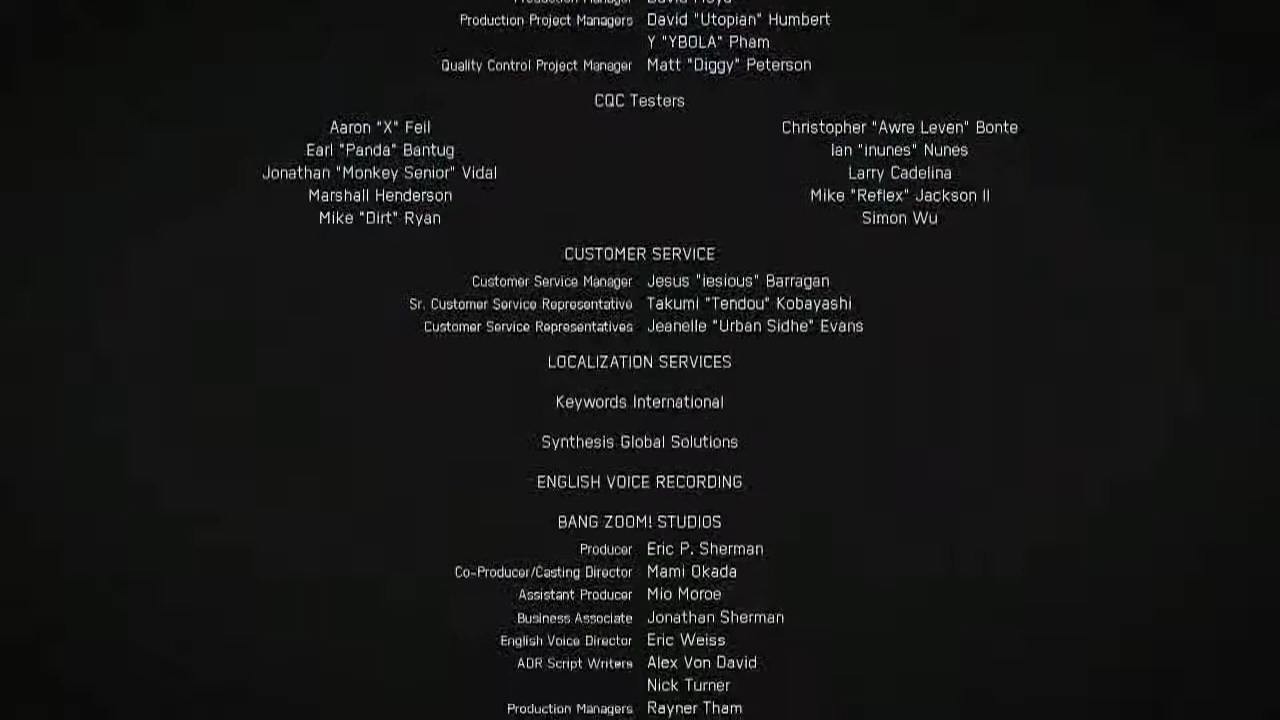 Production Project Managers David "Utopian" Humbert
Y "YBOLA" Pham
Quality Control Project Manager Matt "Diggy" Peterson
CQC Testers
Aaron "X" Feil Christopher "Awre Leven" Bonte
Earl "Panda" Bantug Ian "inunes" Nunes
Jonathan "Monkey Senior" Vidal Larry Cadelina
Marshall Henderson Mike "Reflex" Jackson II
Mike "Dirt" Ryan Simon Wu
CUSTOMER SERVICE
Customer Service Manager Jesus "iesious" Barragan
Sr. Customer Service Representative Takumi "Tendou" Kobayashi
Customer Service Representatives Jeanelle "Urban Sidhe" Evans
LOCALIZATION SERVICES
Keywords International
Synthesis Global Solutions
ENGLISH VOICE RECORDING
BANG ZOOM! STUDIOS
Producer Eric P. Sherman
Co-Producer/Casting Director Mami Okada
Assistant Producer Mio Moroe
Business Associate Jonathan Sherman
English Voice Director Eric Weiss
ADR Script Writers Alex Von David
Nick Turner
Production Managers Rayner Tham